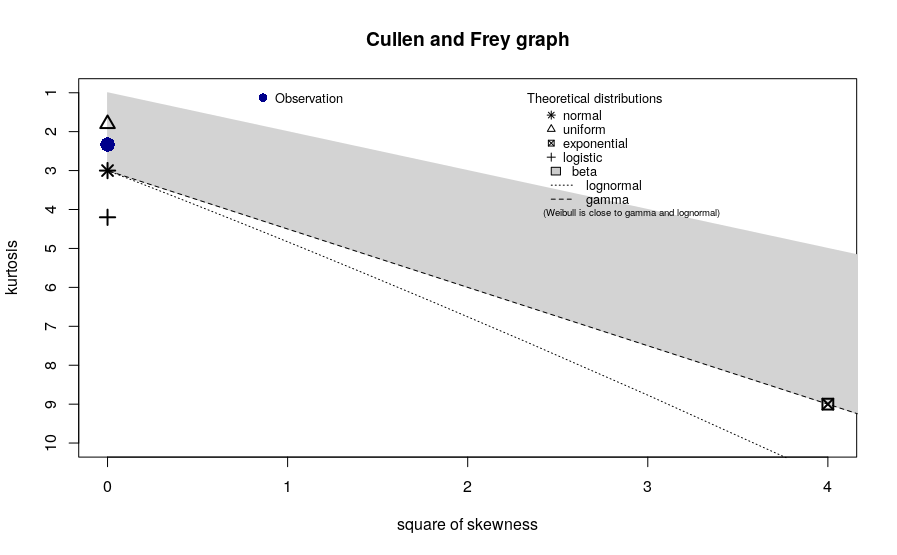 Cullen and Frey graph
Observation
Theoretical distributions
normal
uniform
exponential
logistic
beta
lognormal
gamma
(Weibull is close to gamma and lognormal)
kurtosis
1
2
3
4
5
6
7
8
9
10
0 1 2 3 4
square of skewness